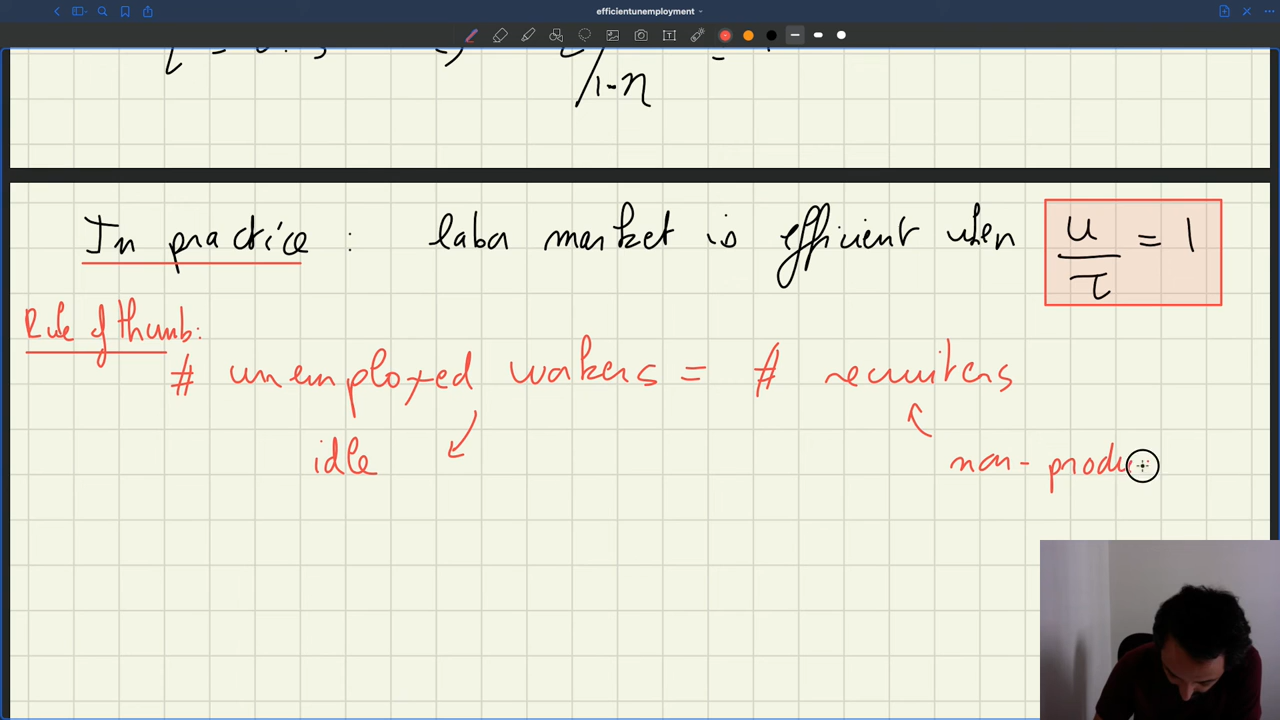 efficientunemployment
1-η
In practice : labor market is efficient when u/τ = 1
Rule of thumb:
# unemployed workers = # recruiters
idle
non-produ